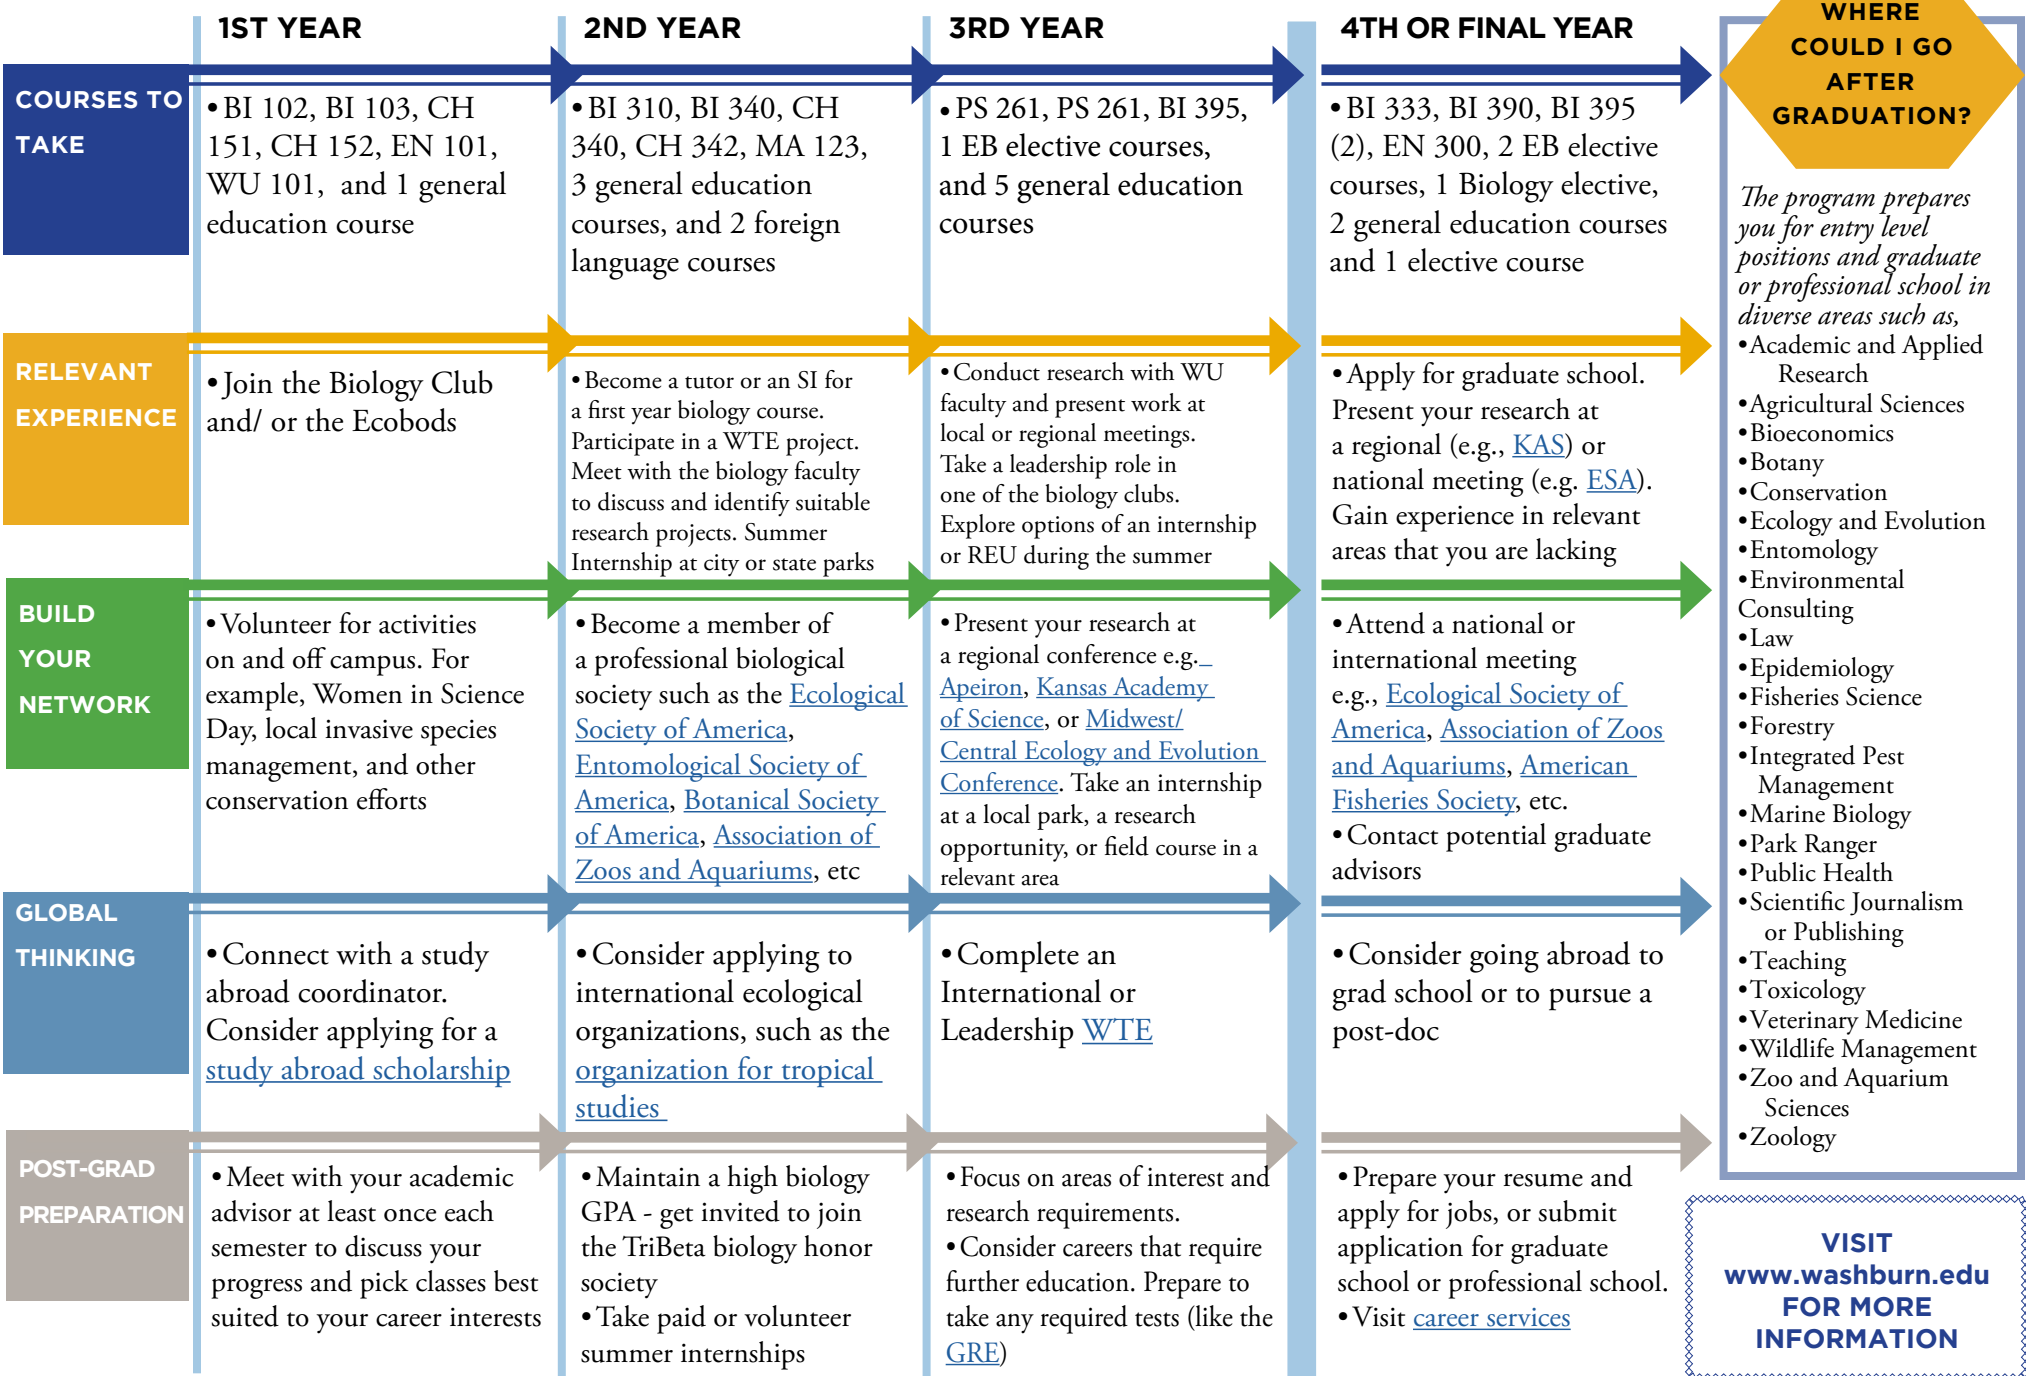 1ST YEAR
2ND YEAR
3RD YEAR
4TH OR FINAL YEAR
COURSES TO
TAKE
•BI 102, BI 103, CH
151, CH 152, EN 101,
WU 101,  and 1 general
education course
•BI 310, BI 340, CH
340, CH 342, MA 123,
3 general education
courses, and 2 foreign
language courses
•PS 261, PS 261, BI 395,
1 EB elective courses,
and 5 general education
courses
•BI 333, BI 390, BI 395
(2), EN 300, 2 EB elective
courses, 1 Biology elective,
2 general education courses
and 1 elective course
RELEVANT
EXPERIENCE
•Join the Biology Club
and/ or the Ecobods
•Become a tutor or an SI for
a first year biology course.
Participate in a WTE project.
Meet with the biology faculty
to discuss and identify suitable
research projects. Summer
Internship at city or state parks
•Conduct research with WU
faculty and present work at
local or regional meetings.
Take a leadership role in
one of the biology clubs.
Explore options of an internship
or REU during the summer
•Apply for graduate school.
Present your research at
a regional (e.g., KAS) or
national meeting (e.g. ESA).
Gain experience in relevant
areas that you are lacking
BUILD
YOUR
NETWORK
•Volunteer for activities
on and off campus. For
example, Women in Science
Day, local invasive species
management, and other
conservation efforts
•Become a member of
a professional biological
society such as the Ecological
Society of America,
Entomological Society of
America, Botanical Society
of America, Association of
Zoos and Aquariums, etc
•Present your research at
a regional conference e.g.
Apeiron, Kansas Academy
of Science, or Midwest/
Central Ecology and Evolution
Conference. Take an internship
at a local park, a research
opportunity, or field course in a
relevant area
•Attend a national or
international meeting
e.g., Ecological Society of
America, Association of Zoos
and Aquariums, American
Fisheries Society, etc.
•Contact potential graduate
advisors
GLOBAL
THINKING
•Connect with a study
abroad coordinator.
Consider applying for a
study abroad scholarship
•Consider applying to
international ecological
organizations, such as the
organization for tropical
studies
•Complete an
International or
Leadership WTE
•Consider going abroad to
grad school or to pursue a
post-doc
POST-GRAD
PREPARATION
•Meet with your academic
advisor at least once each
semester to discuss your
progress and pick classes best
suited to your career interests
•Maintain a high biology
GPA - get invited to join
the TriBeta biology honor
society
•Take paid or volunteer
summer internships
•Focus on areas of interest and
research requirements.
•Consider careers that require
further education. Prepare to
take any required tests (like the
GRE)
•Prepare your resume and
apply for jobs, or submit
application for graduate
school or professional school.
•Visit career services
WHERE
COULD I GO
AFTER
GRADUATION?
The program prepares
you for entry level
positions and graduate
or professional school in
diverse areas such as,
•Academic and Applied
Research
•Agricultural Sciences
•Bioeconomics
•Botany
•Conservation
•Ecology and Evolution
•Entomology
•Environmental
Consulting
•Law
•Epidemiology
•Fisheries Science
•Forestry
•Integrated Pest
Management
•Marine Biology
•Park Ranger
•Public Health
•Scientific Journalism
or Publishing
•Teaching
•Toxicology
•Veterinary Medicine
•Wildlife Management
•Zoo and Aquarium
Sciences
•Zoology
VISIT
www.washburn.edu
FOR MORE
INFORMATION